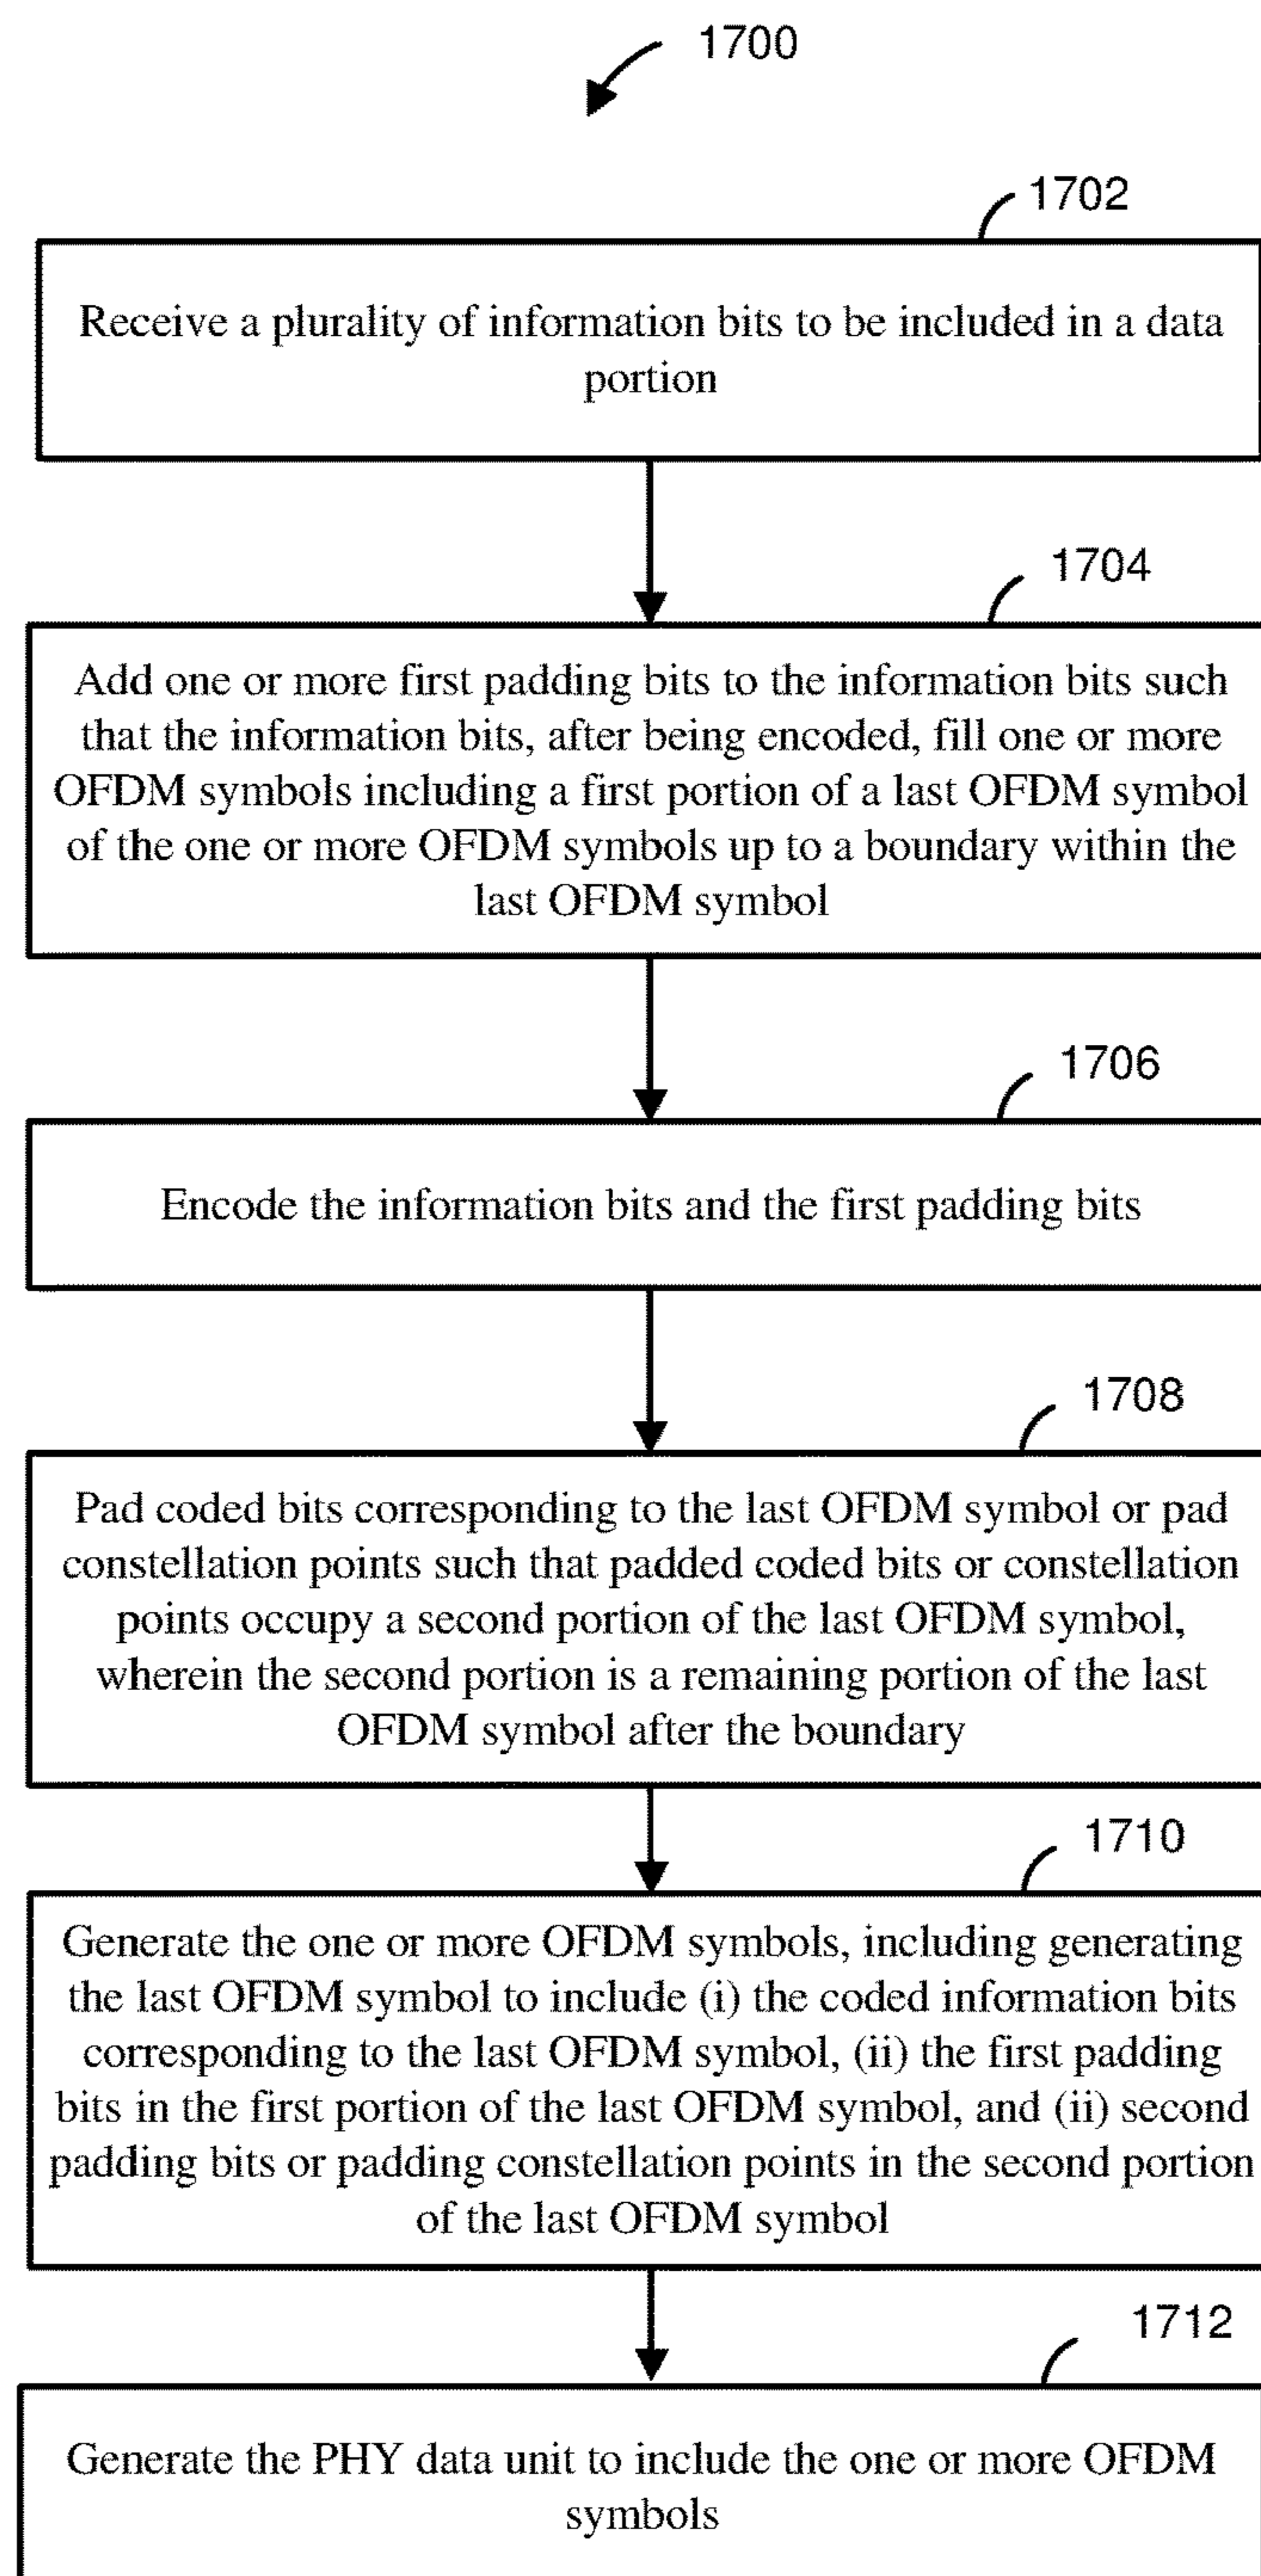 1700
1702
Receive a plurality of information bits to be included in a data
portion
1704
Add one or more first padding bits to the information bits such
that the information bits, after being encoded, fill one or more
OFDM symbols including a first portion of a last OFDM symbol
of the one or more OFDM symbols up to a boundary within the
last OFDM symbol
1706
Encode the information bits and the first padding bits
1708
Pad coded bits corresponding to the last OFDM symbol or pad
constellation points such that padded coded bits or constellation
points occupy a second portion of the last OFDM symbol,
wherein the second portion is a remaining portion of the last
OFDM symbol after the boundary
1710
Generate the one or more OFDM symbols, including generating
the last OFDM symbol to include (i) the coded information bits
corresponding to the last OFDM symbol, (ii) the first padding
bits in the first portion of the last OFDM symbol, and (ii) second
padding bits or padding constellation points in the second portion
of the last OFDM symbol
1712
Generate the PHY data unit to include the one or more OFDM
symbols